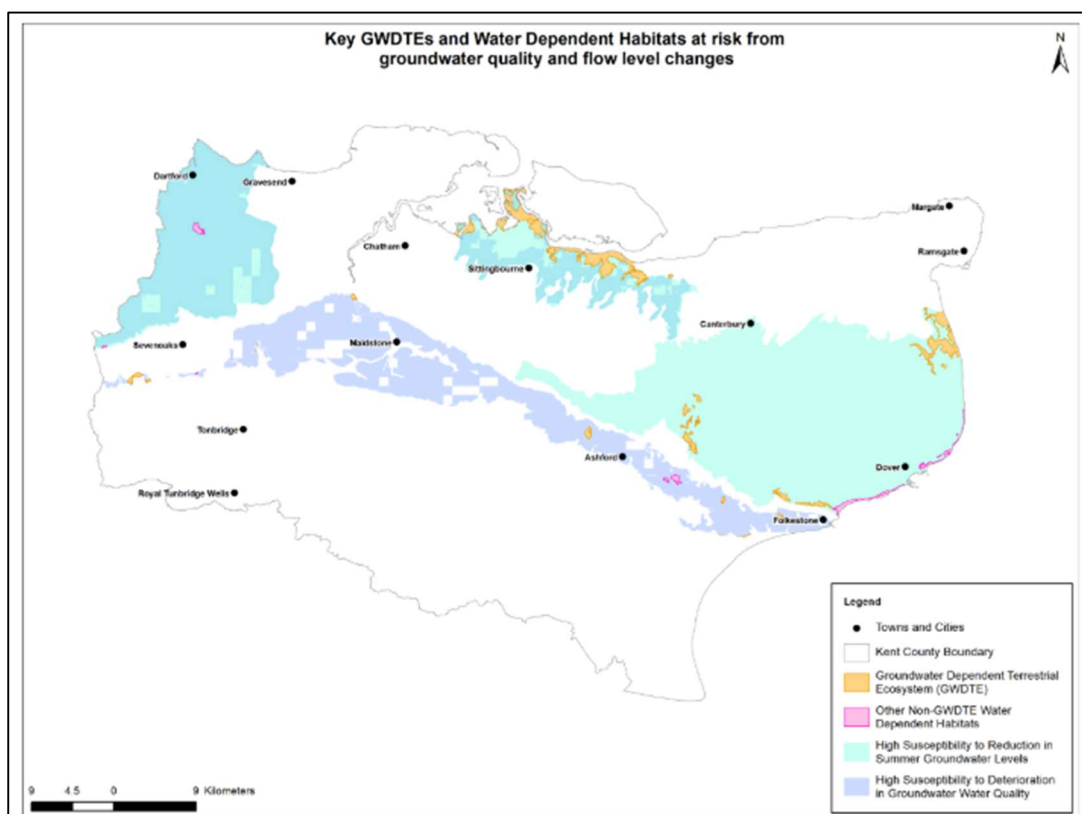 Key GWDTEs and Water Dependent Habitats at risk from
groundwater quality and flow level changes
N
Dartford
Gravesend
Margate
Chatham
Ramsgate
Sittingbourne
Canterbury
Sevenoaks
Maidstone
Tonbridge
Ashford
Dover
Royal Tunbridge Wells
Folkestone
Legend
Towns and Cities
Kent County Boundary
Groundwater Dependent Terrestrial
Ecosystem (GWDTE)
Other Non-GWDTE Water
Dependent Habitats
High Susceptibility to Reduction in
Summer Groundwater Levels
High Susceptibility to Deterioration
in Groundwater Water Quality
9 4.5 0 9 Kilometers